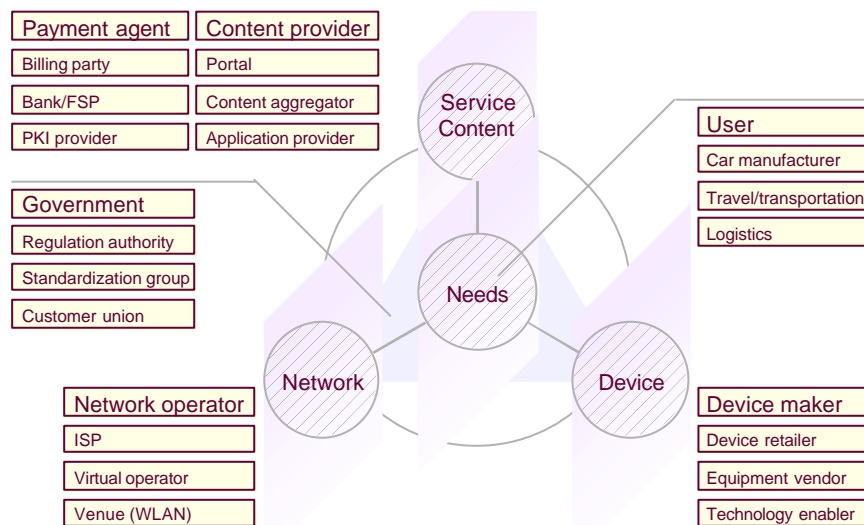 Payment agent
Billing party
Bank/FSP
PKI provider
Content provider
Portal
Content aggregator
Application provider
Service
Content
User
Car manufacturer
Travel/transportation
Logistics
Government
Regulation authority
Standardization group
Customer union
Needs
Network
Device
Network operator
ISP
Virtual operator
Venue (WLAN)
Device maker
Device retailer
Equipment vendor
Technology enabler